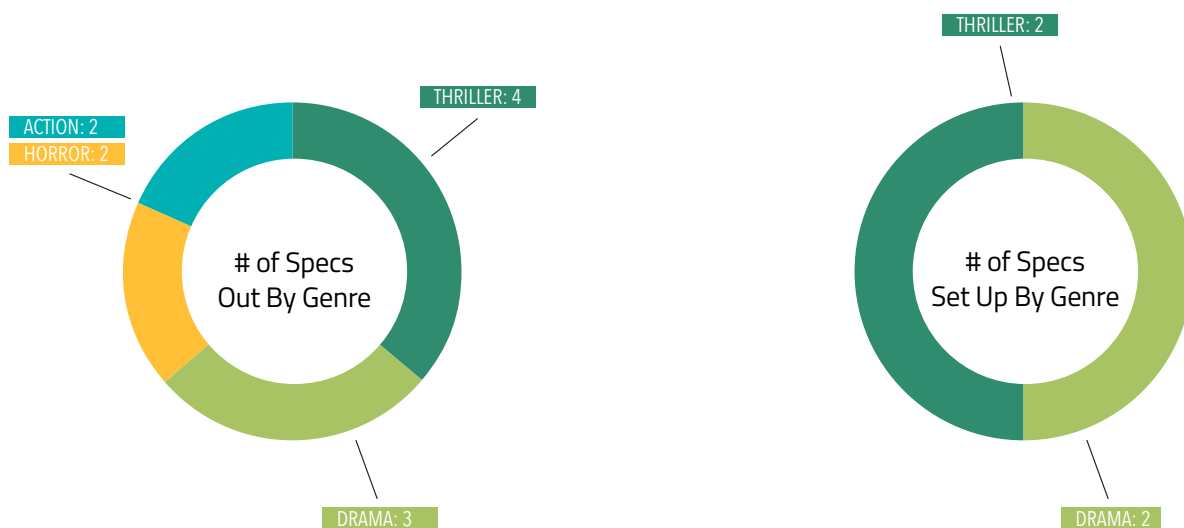 THRILLER: 4
ACTION: 2
HORROR: 2
# of Specs
Out By Genre
DRAMA: 3
THRILLER: 2
# of Specs
Set Up By Genre
DRAMA: 2